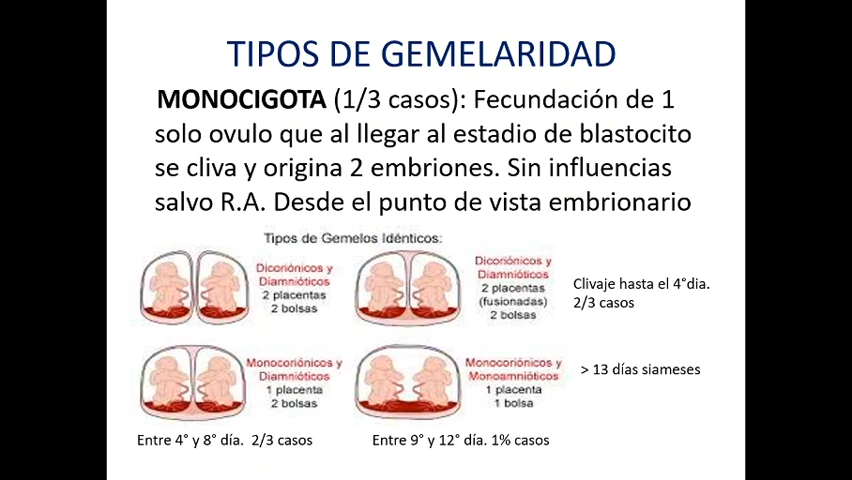 TIPOS DE GEMELARIDAD
MONOCIGOTA (1/3 casos): Fecundación de 1
solo ovulo que al llegar al estadio de blastocito
se cliva y origina 2 embriones. Sin influencias
salvo R.A. Desde el punto de vista embrionario
Tipos de Gemelos Idénticos:
Dicoriónicos y
Diamnióticos
2 placentas
2 bolsas
Dicoriónicos y
Diamnióticos
2 placentas
(fusionadas)
2 bolsas
Clivaje hasta el 4°dia.
2/3 casos
Monocoriónicos y
Diamnióticos
1 placenta
2 bolsas
Monocoriónicos y
Monoamnióticos
1 placenta
1 bolsa
> 13 días siameses
Entre 4° y 8° día. 2/3 casos
Entre 9° y 12° día. 1% casos